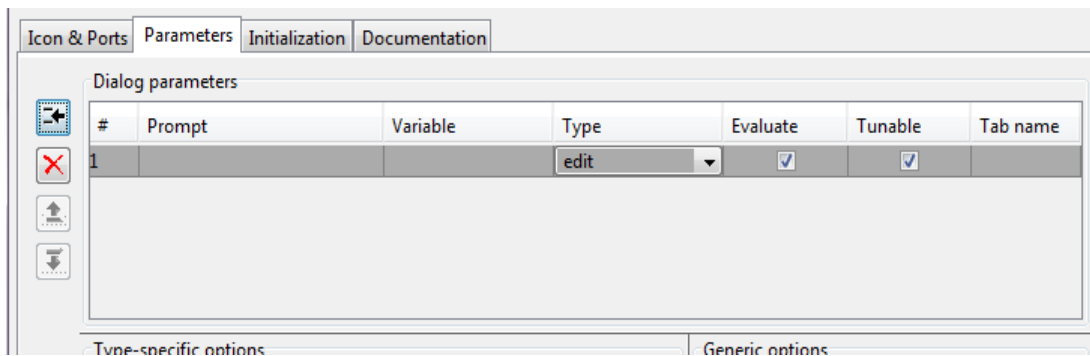 Icon & Ports Parameters Initialization Documentation
Dialog parameters
# Prompt Variable Type Evaluate Tunable Tab name
1 edit
Type-specific options Generic options